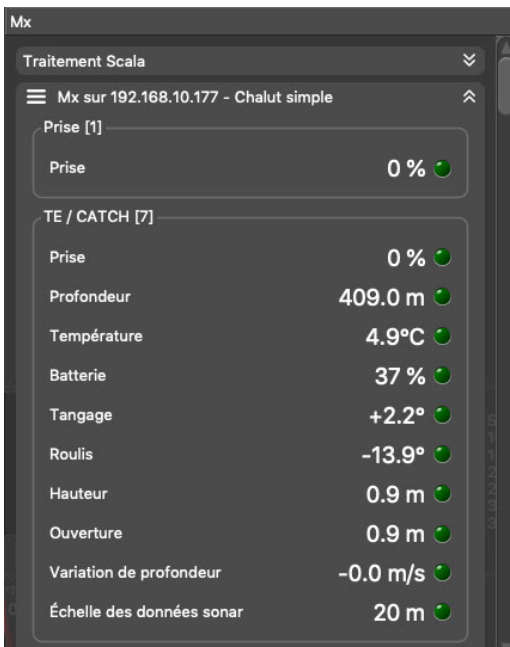 Mx
Traitement Scala
Mx sur 192.168.10.177 - Chalut simple
Prise [1]
Prise 0 %
TE / CATCH [7]
Prise 0 %
Profondeur 409.0 m
Température 4.9°C
Batterie 37 %
Tangage +2.2°
Roulis -13.9°
Hauteur 0.9 m
Ouverture 0.9 m
Variation de profondeur -0.0 m/s
Échelle des données sonar 20 m